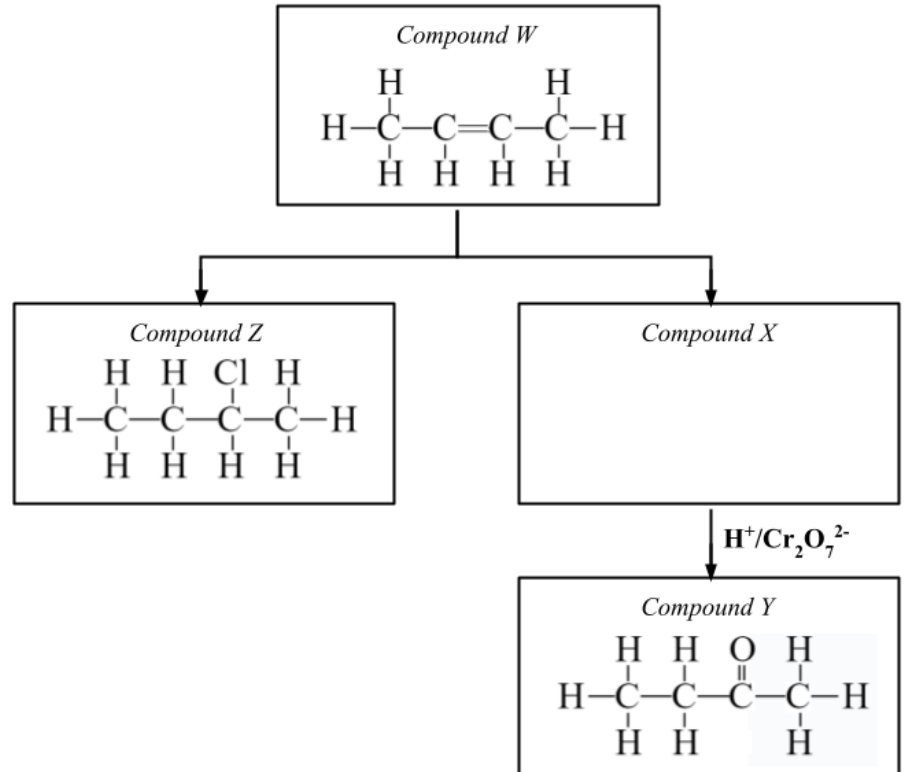 Compound W
H H
H–C–C=C–C–H
H H H H
Compound Z
H H Cl H
H–C–C–C–C–H
H H H H
Compound X
H⁺/Cr₂O₇²⁻
Compound Y
H H O H
H–C–C–C–C–H
H H H